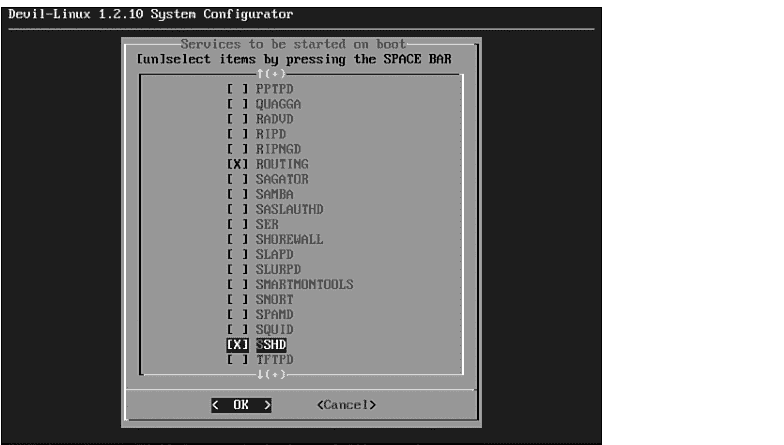 Devil-Linux 1.2.10 System Configurator
Services to be started on boot
[un]select items by pressing the SPACE BAR
↑(+)
[ ] PPTPD
[ ] QUAGGA
[ ] RADVD
[ ] RIPD
[ ] RIPNGD
[X] ROUTING
[ ] SAGATOR
[ ] SAMBA
[ ] SASLAUTHD
[ ] SER
[ ] SHOREWALL
[ ] SLAPD
[ ] SLURPD
[ ] SMARTMONTOOLS
[ ] SNORT
[ ] SPAMD
[ ] SQUID
[X] SSHD
[ ] TFTPD
↓(+)
< OK > <Cancel>